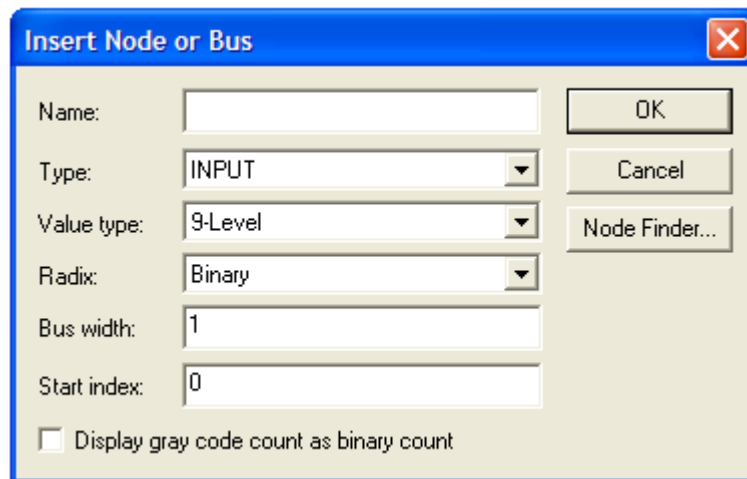 Insert Node or Bus
Name:
OK
Type: INPUT
Cancel
Value type: 9-Level
Node Finder...
Radix: Binary
Bus width: 1
Start index: 0
Display gray code count as binary count